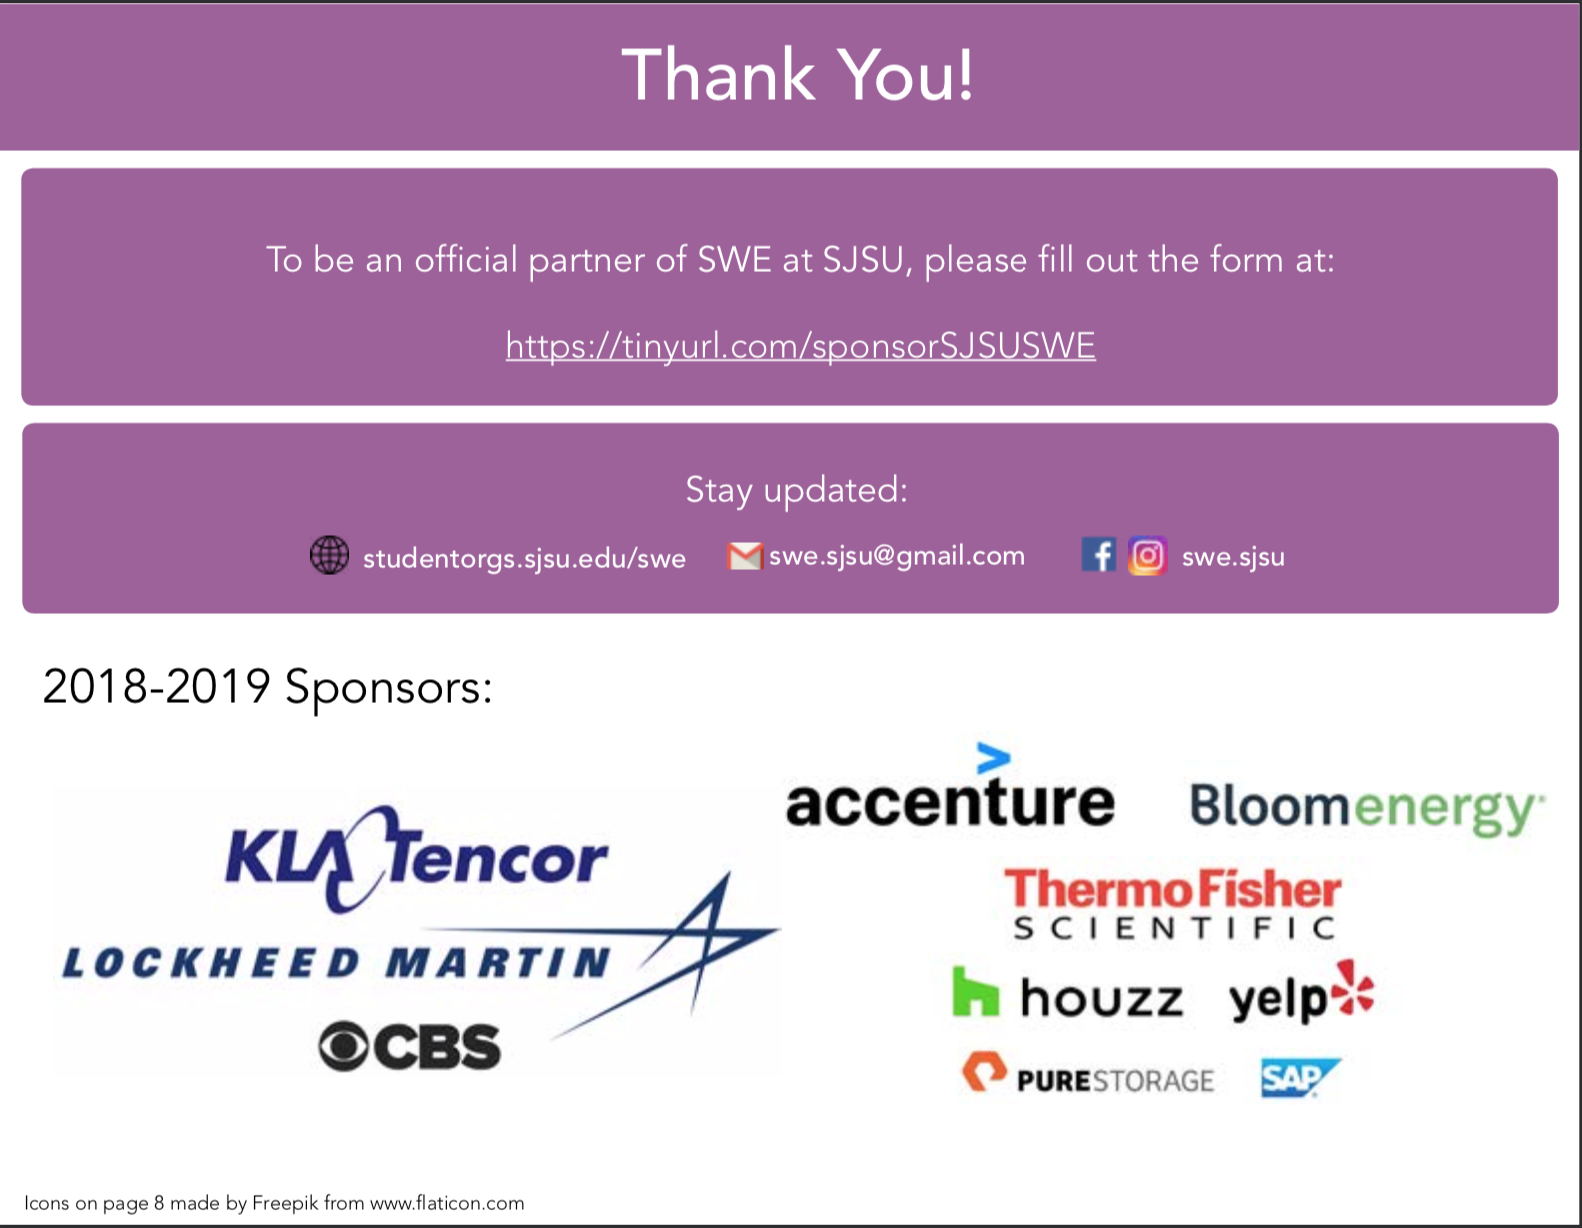 Thank You!
To be an official partner of SWE at SJSU, please fill out the form at:
https://tinyurl.com/sponsorSJSUSWE
Stay updated:
studentorgs.sjsu.edu/swe swe.sjsu@gmail.com swe.sjsu
2018-2019 Sponsors:
KLA Tencor
LOCKHEED MARTIN
CBS
accenture Bloomenergy
ThermoFisher
SCIENTIFIC
houzz yelp
PURESTORAGE SAP
Icons on page 8 made by Freepik from www.flaticon.com